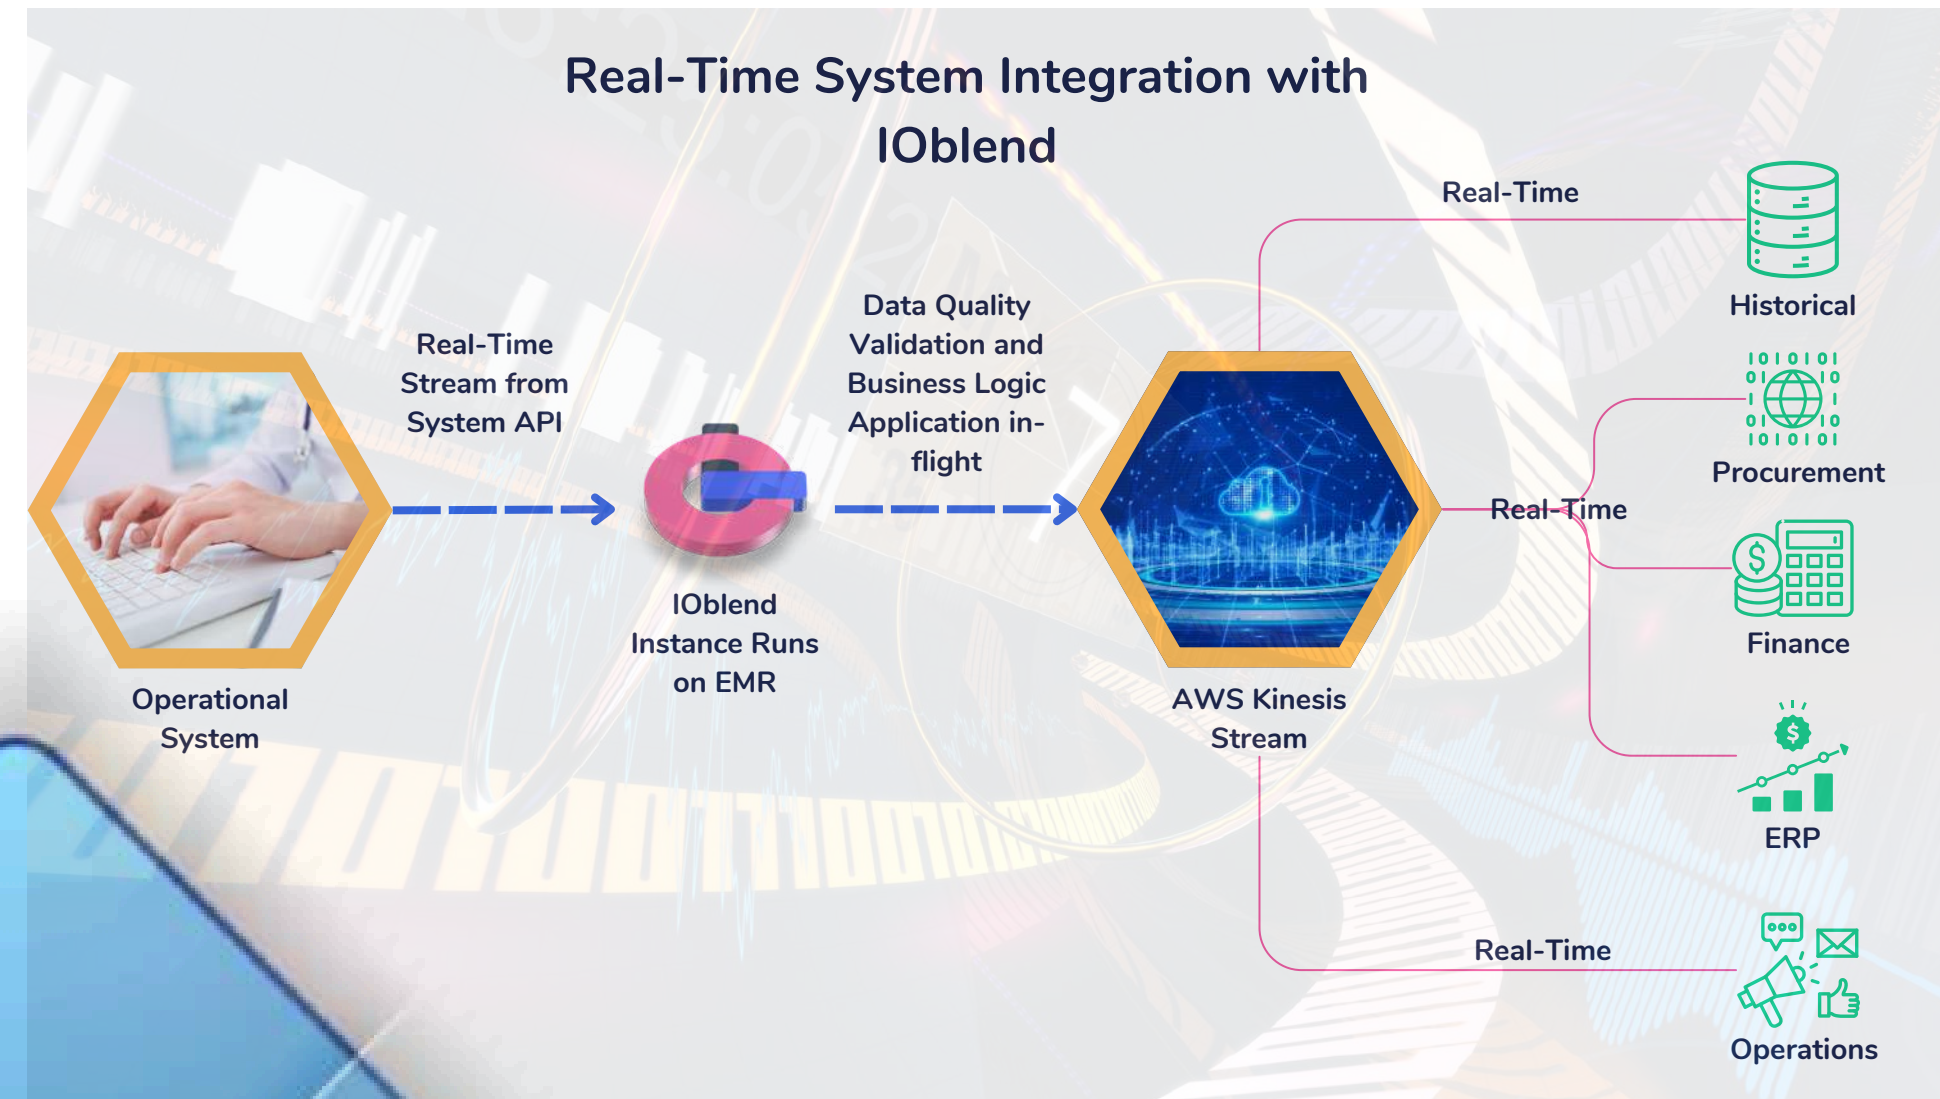 Real-Time System Integration with
IOblend
Real-Time
Historical
Data Quality
Validation and
Business Logic
Application in-
flight
Real-Time
Stream from
System API
Procurement
Real-Time
Finance
IOblend
Instance Runs
on EMR
Operational
System
AWS Kinesis
Stream
ERP
Real-Time
Operations